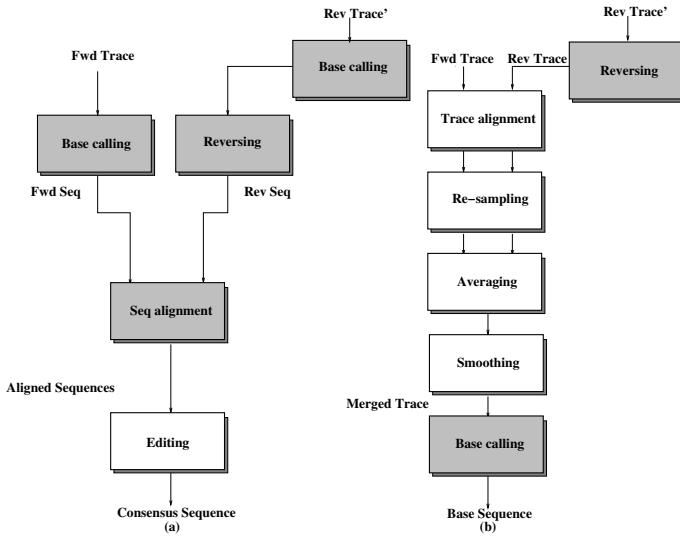 Rev Trace'
Base calling
Fwd Trace
Base calling
Reversing
Fwd Seq
Rev Seq
Seq alignment
Aligned Sequences
Editing
Consensus Sequence
(a)
Rev Trace'
Fwd Trace
Rev Trace
Reversing
Trace alignment
Re−sampling
Averaging
Smoothing
Merged Trace
Base calling
Base Sequence
(b)